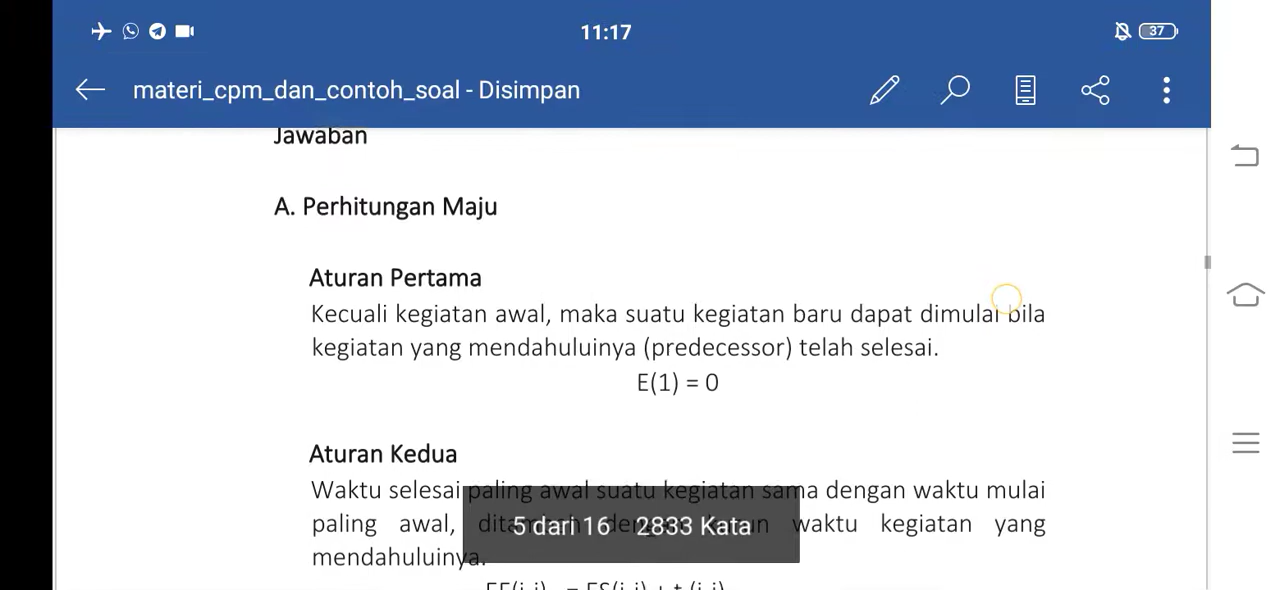 11:17
37
materi_cpm_dan_contoh_soal - Disimpan
Jawaban
A. Perhitungan Maju
Aturan Pertama
Kecuali kegiatan awal, maka suatu kegiatan baru dapat dimulai bila
kegiatan yang mendahuluinya (predecessor) telah selesai.
E(1) = 0
Aturan Kedua
Waktu selesai paling awal suatu kegiatan sama dengan waktu mulai
paling awal, waktu kegiatan yang
5 dari 16 2833 Kata
mendahuluinya.
EF(i-j) = ES(i-j) + t (i-j)